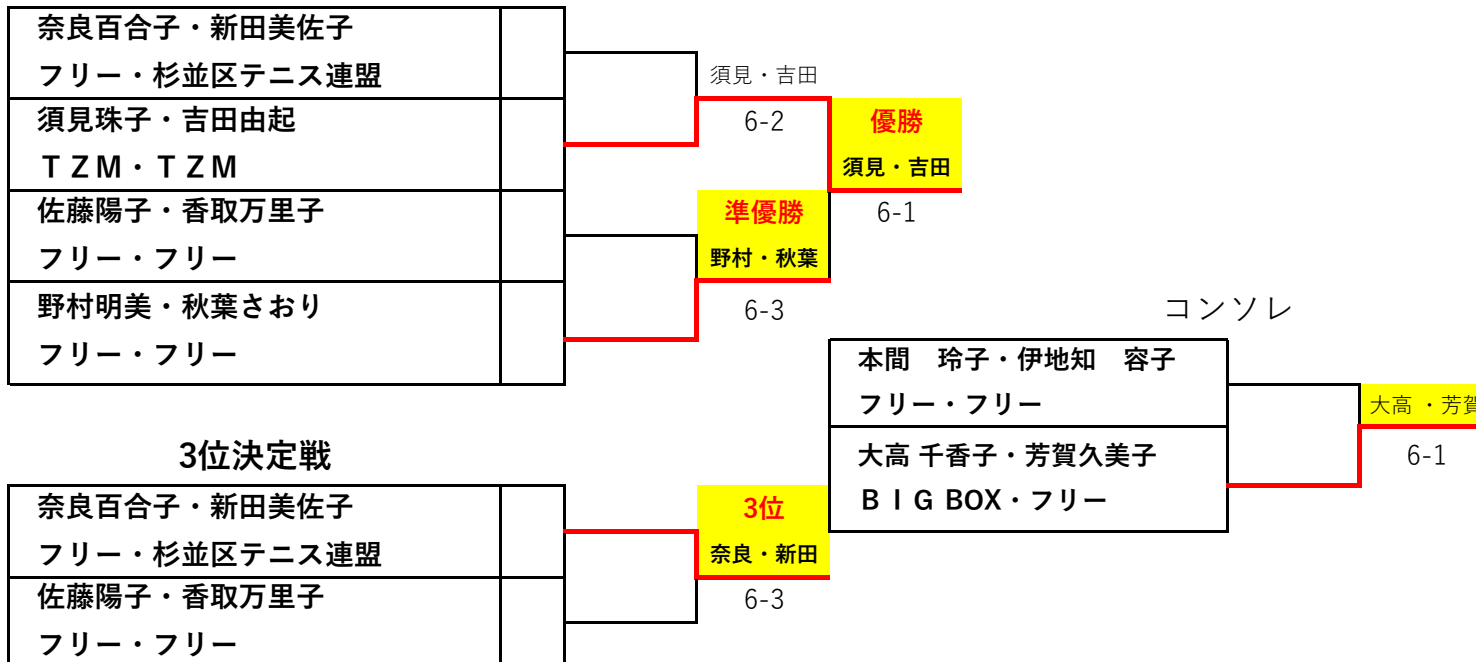 奈良百合子・新田美佐子
フリー・杉並区テニス連盟
須見珠子・吉田由起
ＴＺＭ・ＴＺＭ
佐藤陽子・香取万里子
フリー・フリー
野村明美・秋葉さおり
フリー・フリー
須見・吉田
6-2
優勝
須見・吉田
6-1
準優勝
野村・秋葉
6-3
コンソレ
本間　玲子・伊地知　容子
フリー・フリー
大高 千香子・芳賀久美子
ＢＩＧ BOX・フリー
大高 ・芳賀
6-1
3位決定戦
奈良百合子・新田美佐子
フリー・杉並区テニス連盟
佐藤陽子・香取万里子
フリー・フリー
3位
奈良・新田
6-3